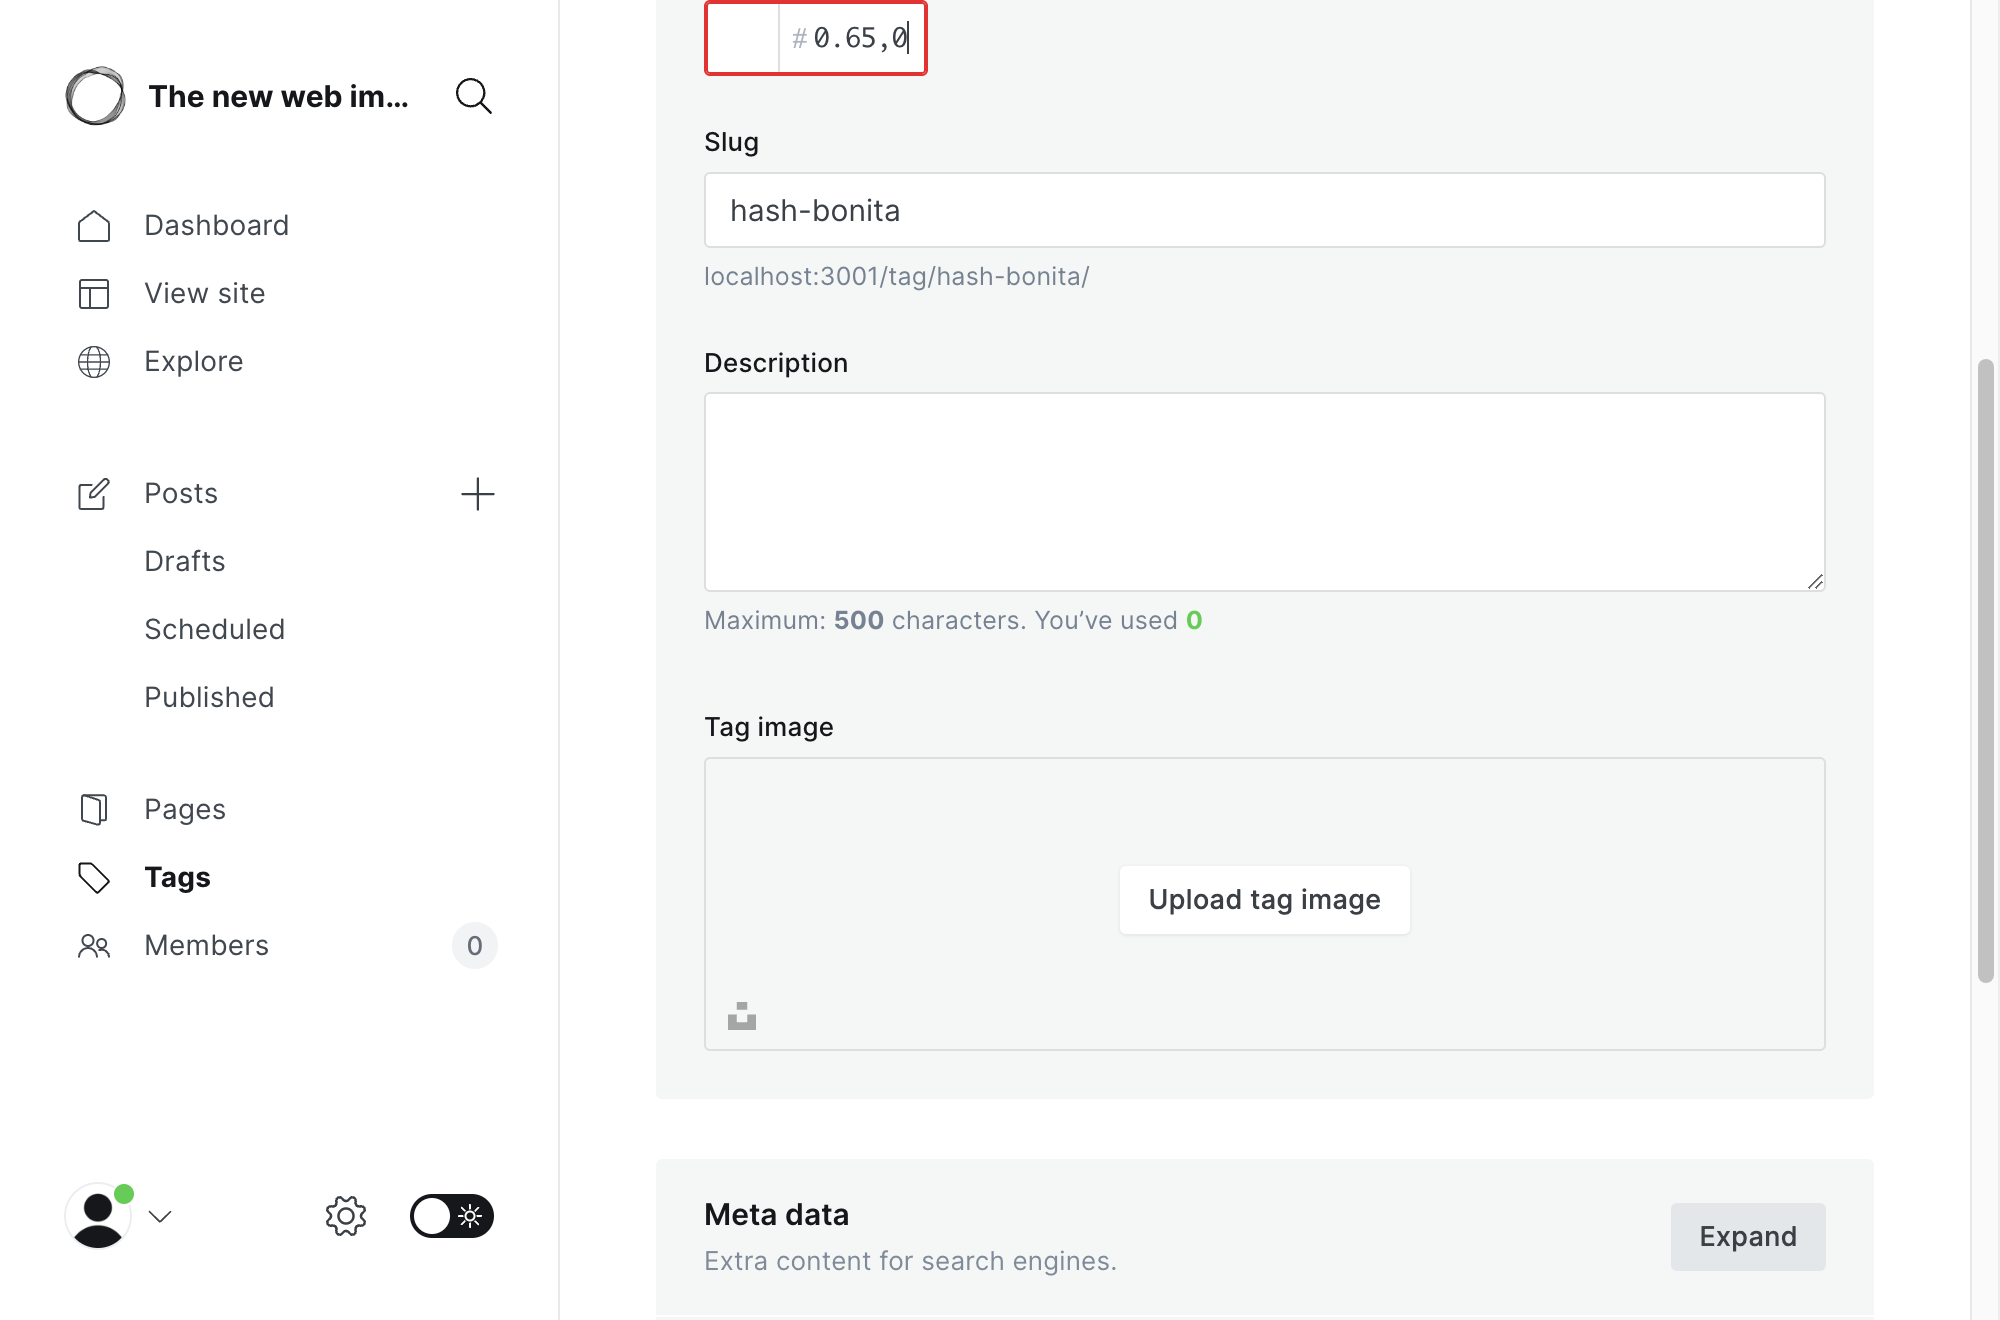 The new web im...
Dashboard
View site
Explore
Posts
Drafts
Scheduled
Published
Pages
Tags
Members 0
#0.65,0
Slug
hash-bonita
localhost:3001/tag/hash-bonita/
Description
Maximum: 500 characters. You’ve used 0
Tag image
Upload tag image
Meta data
Extra content for search engines.
Expand